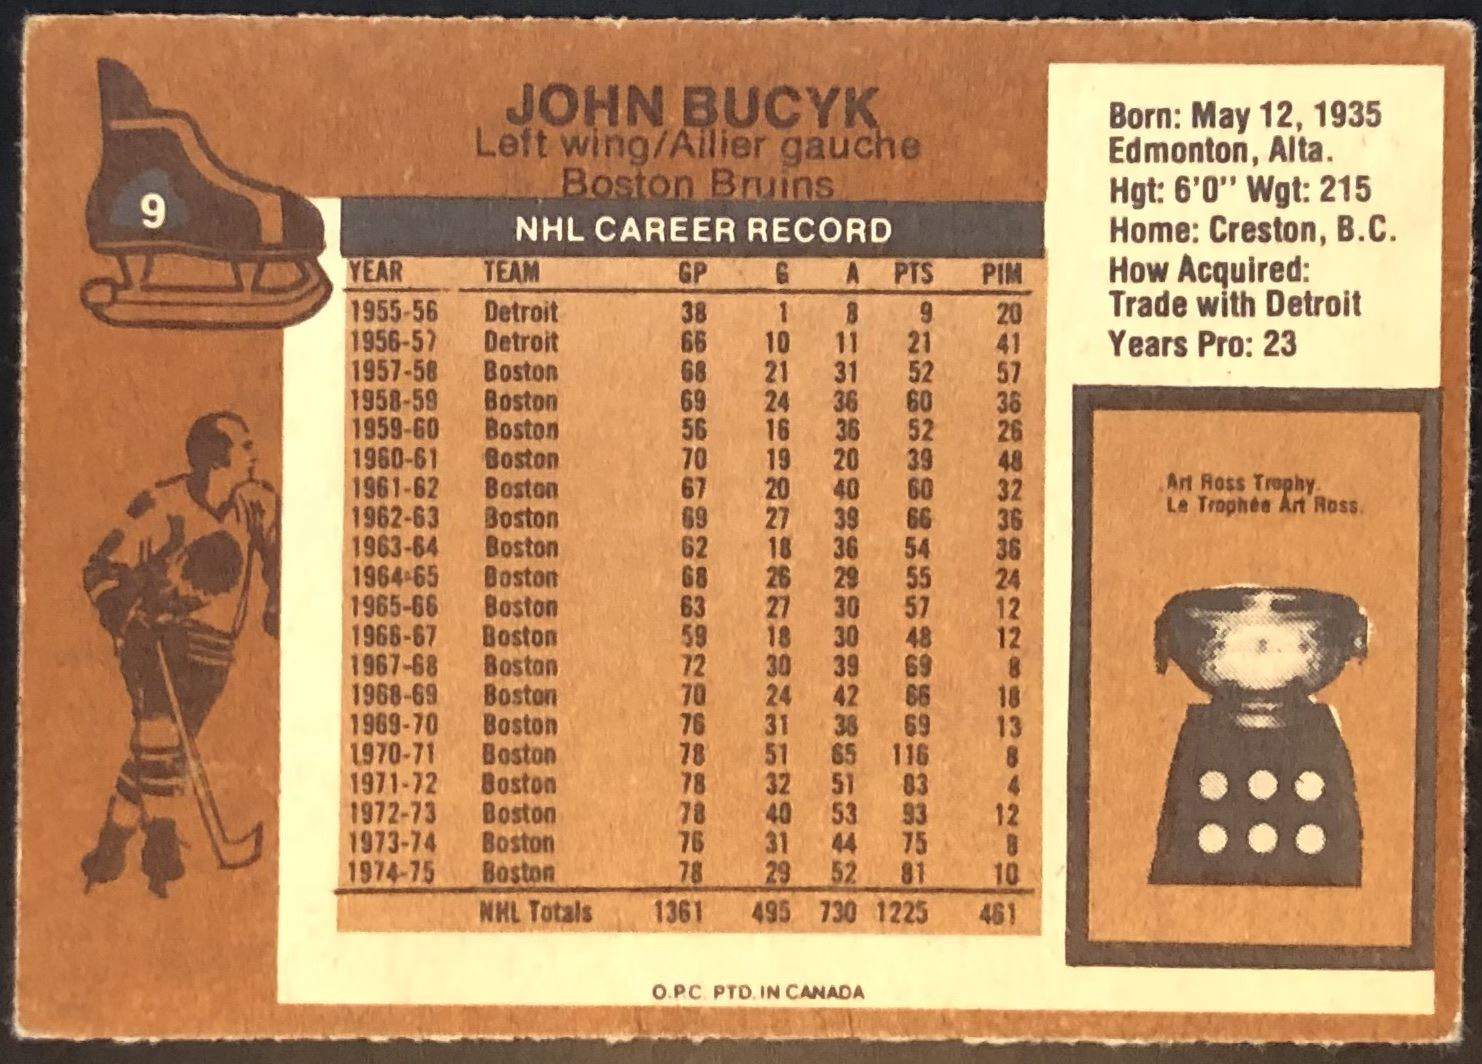 9
JOHN BUCYK
Left wing/Ailier gauche
Boston Bruins
NHL CAREER RECORD
YEAR TEAM GP G A PTS PIM
1955-56 Detroit 38 1 8 9 20
1956-57 Detroit 66 10 11 21 41
1957-58 Boston 68 21 31 52 57
1958-59 Boston 69 24 36 60 36
1959-60 Boston 56 16 36 52 26
1960-61 Boston 70 19 20 39 48
1961-62 Boston 67 20 40 60 32
1962-63 Boston 69 27 39 66 36
1963-64 Boston 62 18 36 54 36
1964-65 Boston 68 26 29 55 24
1965-66 Boston 63 27 30 57 12
1966-67 Boston 59 18 30 48 12
1967-68 Boston 72 30 39 69 8
1968-69 Boston 70 24 42 66 18
1969-70 Boston 76 31 38 69 13
1970-71 Boston 78 51 65 116 8
1971-72 Boston 78 32 51 83 4
1972-73 Boston 78 40 53 93 12
1973-74 Boston 76 31 44 75 8
1974-75 Boston 78 29 52 81 10
NHL Totals 1361 495 730 1225 461
O.P.C. PTD. IN CANADA
Born: May 12, 1935
Edmonton, Alta.
Hgt: 6'0" Wgt: 215
Home: Creston, B.C.
How Acquired:
Trade with Detroit
Years Pro: 23
Art Ross Trophy.
Le Trophée Art Ross.